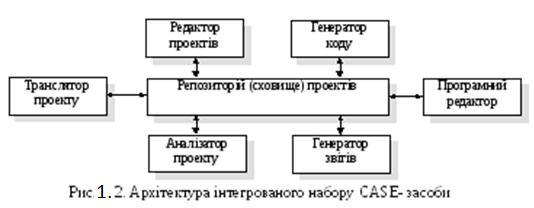 Редактор
проектів
Генератор
коду
Транслятор
проекту
Репозиторій (сховище) проектів
Програмний
редактор
Аналізатор
проекту
Генератор
звігів
Рис.1.2. Архітектура інтегрованого набору CASE- засоби